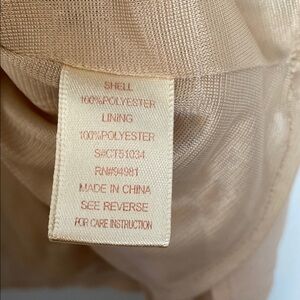 SHELL
100%POLYESTER
LINING
100%POLYESTER
S#CT51034
RN#94981
MADE IN CHINA
SEE REVERSE
FOR CARE INSTRUCTION